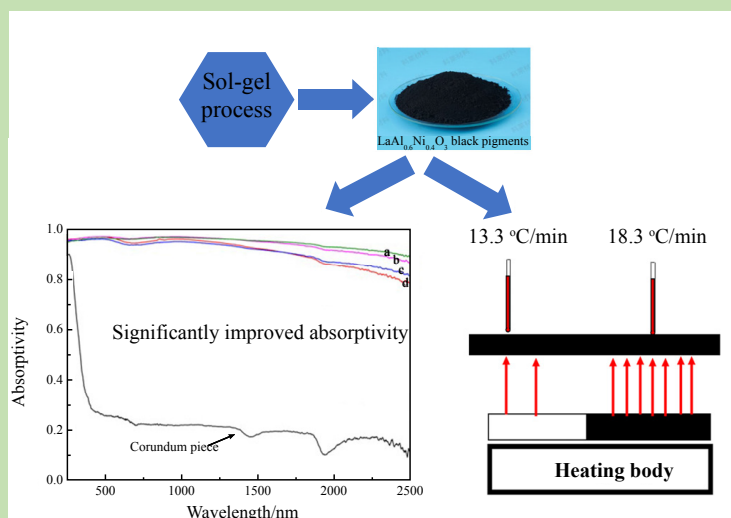 Sol-gel
process
LaAl0.6Ni0.4O3 black pigments
13.3 °C/min
18.3 °C/min
1.0
0.8
0.6
0.4
0.2
0.0
Absorptivity
a
b
c
d
Significantly improved absorptivity
Corundum piece
500
1000
1500
2000
2500
Wavelength/nm
Heating body